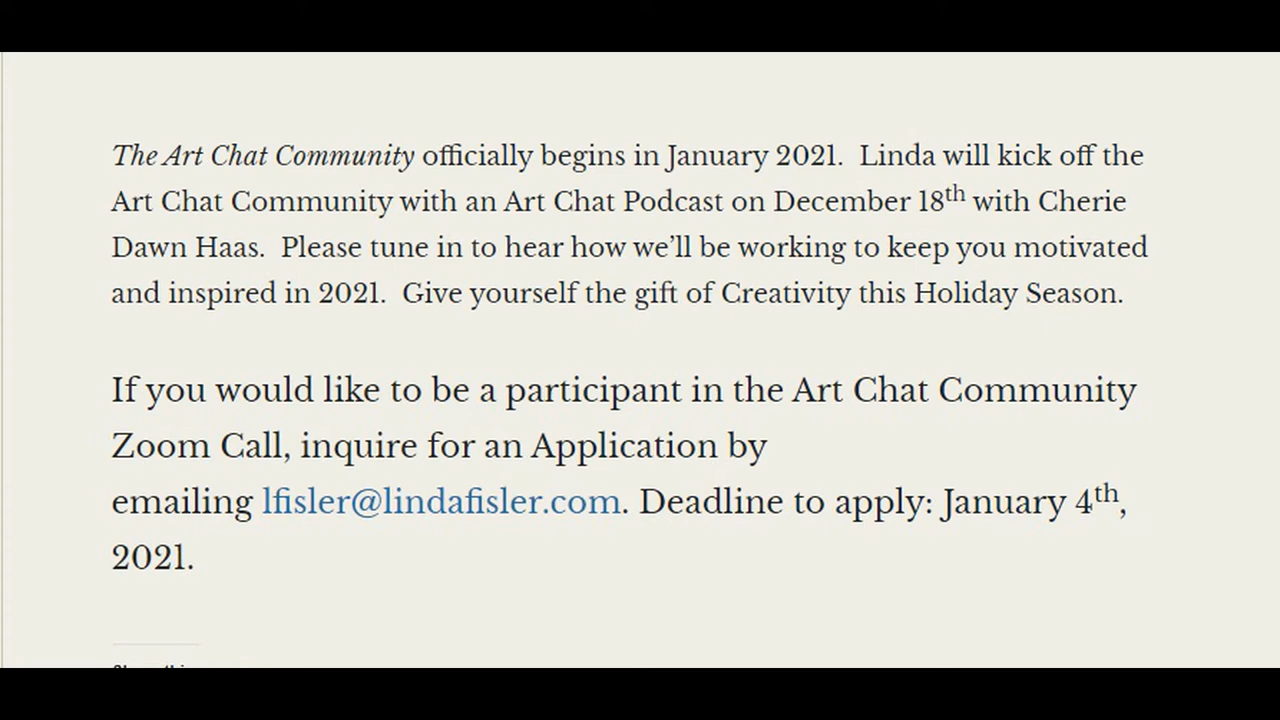 The Art Chat Community officially begins in January 2021.  Linda will kick off the
Art Chat Community with an Art Chat Podcast on December 18th with Cherie
Dawn Haas.  Please tune in to hear how we’ll be working to keep you motivated
and inspired in 2021.  Give yourself the gift of Creativity this Holiday Season.
If you would like to be a participant in the Art Chat Community
Zoom Call, inquire for an Application by
emailing lfisler@lindafisler.com. Deadline to apply: January 4th,
2021.